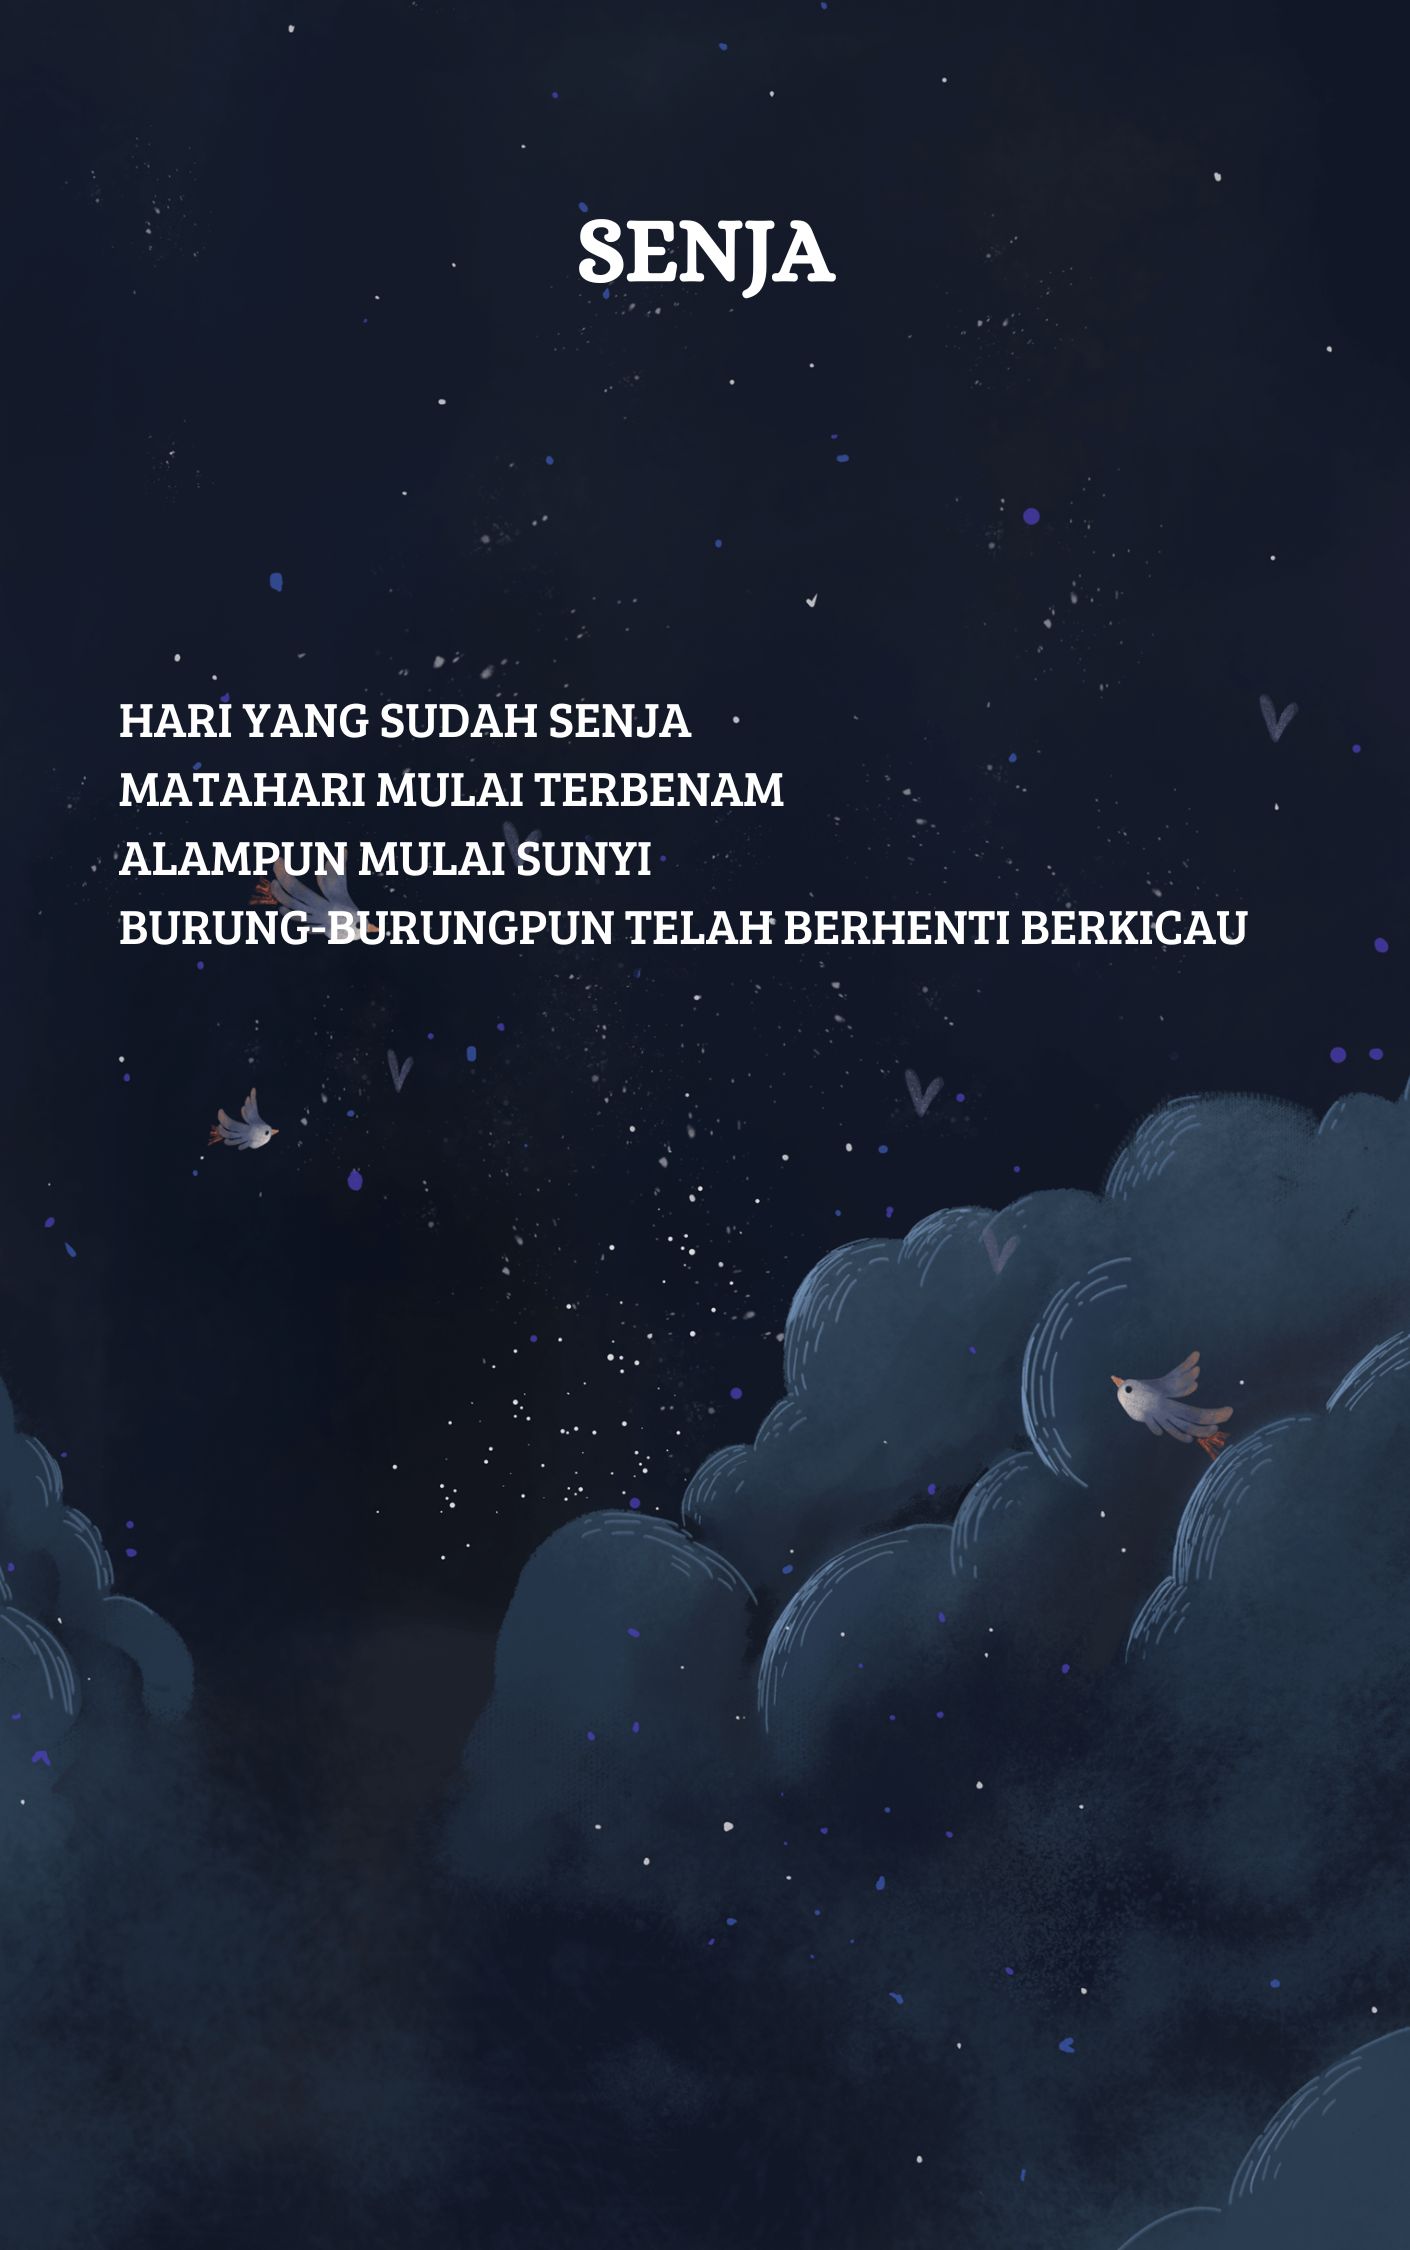 SENJA
HARI YANG SUDAH SENJA
MATAHARI MULAI TERBENAM
ALAMPUN MULAI SUNYI
BURUNG-BURUNGPUN TELAH BERHENTI BERKICAU